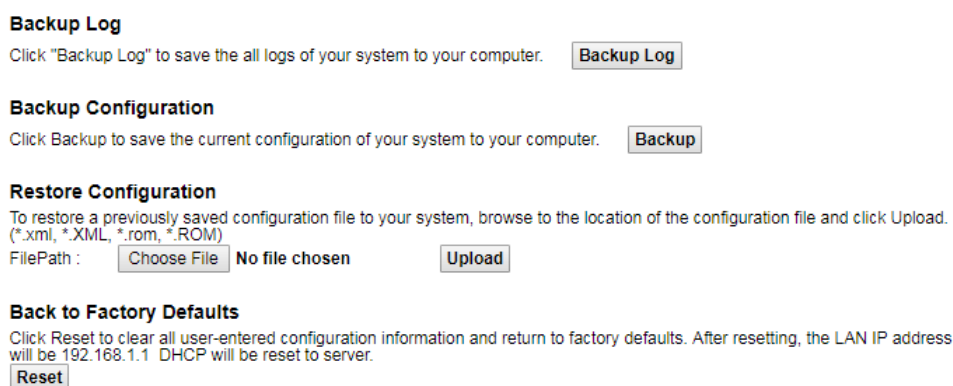 Backup Log
Click "Backup Log" to save the all logs of your system to your computer. Backup Log
Backup Configuration
Click Backup to save the current configuration of your system to your computer. Backup
Restore Configuration
To restore a previously saved configuration file to your system, browse to the location of the configuration file and click Upload.
(*.xml, *.XML, *.rom, *.ROM)
FilePath : Choose File No file chosen Upload
Back to Factory Defaults
Click Reset to clear all user-entered configuration information and return to factory defaults. After resetting, the LAN IP address
will be 192.168.1.1 DHCP will be reset to server.
Reset